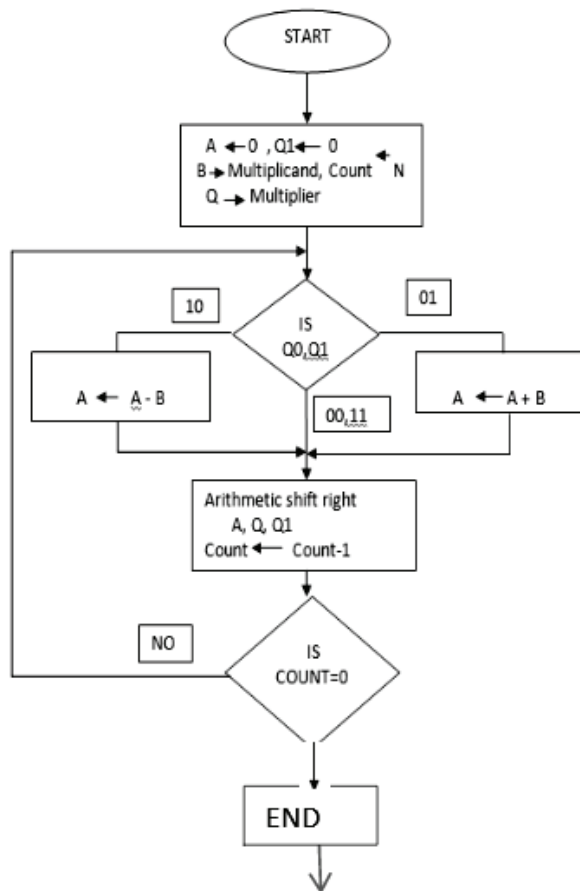 START
A ← 0 , Q1 ← 0
B → Multiplicand, Count ← N
Q → Multiplier
10
01
IS
Q0,Q1
A ← A - B
A ← A + B
00,11
Arithmetic shift right
A, Q, Q1
Count ← Count-1
NO
IS
COUNT=0
END